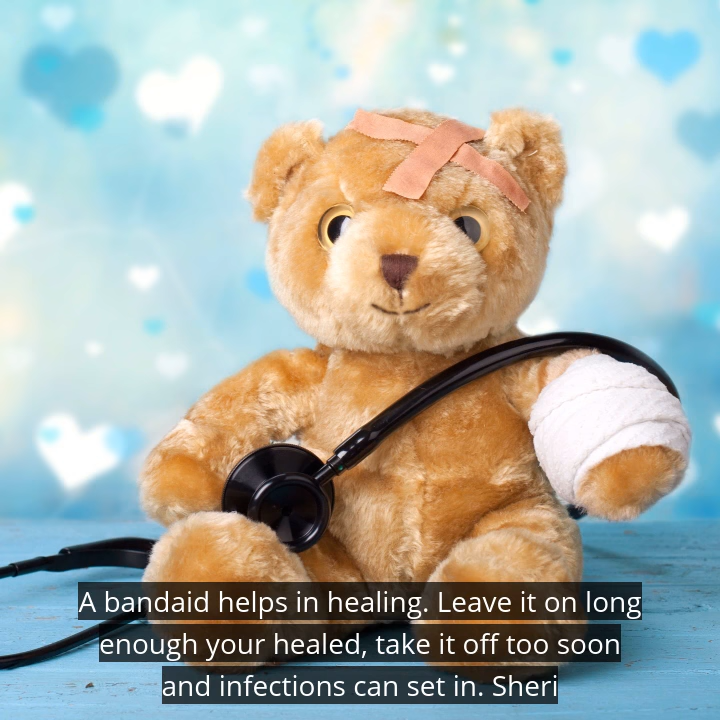 A bandaid helps in healing. Leave it on long
enough your healed, take it off too soon
and infections can set in. Sheri